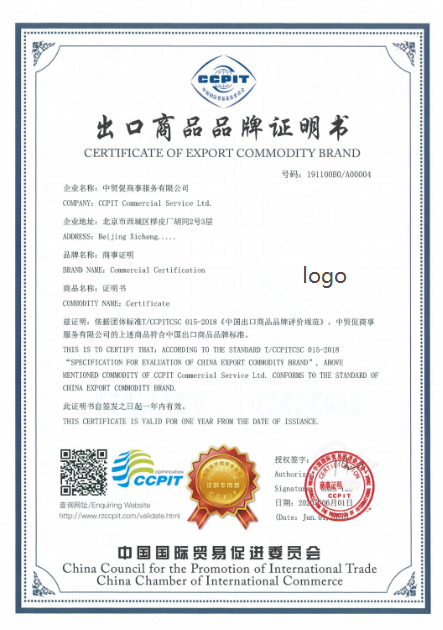 CCPIT
出口商品品牌证明书
CERTIFICATE OF EXPORT COMMODITY BRAND
号码：191100B0/A00004
企业名称：中贸促商事服务有限公司
COMPANY: CCPIT Commercial Service Ltd.
企业地址：北京市西城区桦皮厂胡同2号3层
ADDRESS: Beijing Xicheng.....
品牌名称：商事证明
BRAND NAME: Commercial Certification
logo
商品名称：证明书
COMMODITY NAME: Certificate
兹证明：依据团体标准T/CCPITCSC 015-2018《中国出口商品品牌评价规范》，中贸促商事
服务有限公司的上述商品符合中国出口商品品牌标准。
THIS IS TO CERTIFY THAT: ACCORDING TO THE STANDARD T/CCPITCSC 015-2018
“SPECIFICATION FOR EVALUATION OF CHINA EXPORT COMMODITY BRAND”, ABOVE
MENTIONED COMMODITY OF CCPIT Commercial Service Ltd. CONFORMS TO THE STANDARD OF
CHINA EXPORT COMMODITY BRAND.
此证明书自签发之日起一年内有效。
THIS CERTIFICATE IS VALID FOR ONE YEAR FROM THE DATE OF ISSUANCE.
CERTIFICATION
CCPIT
证明专用章
授权签字：
Authoriz
Signatu
日期：
月01日
(Date: Jun.
商事证明
CCPIT
查询网址/Enquiring Website
http://www.rzccpit.com/validate.html
中国国际贸易促进委员会
China Council for the Promotion of International Trade
China Chamber of International Commerce